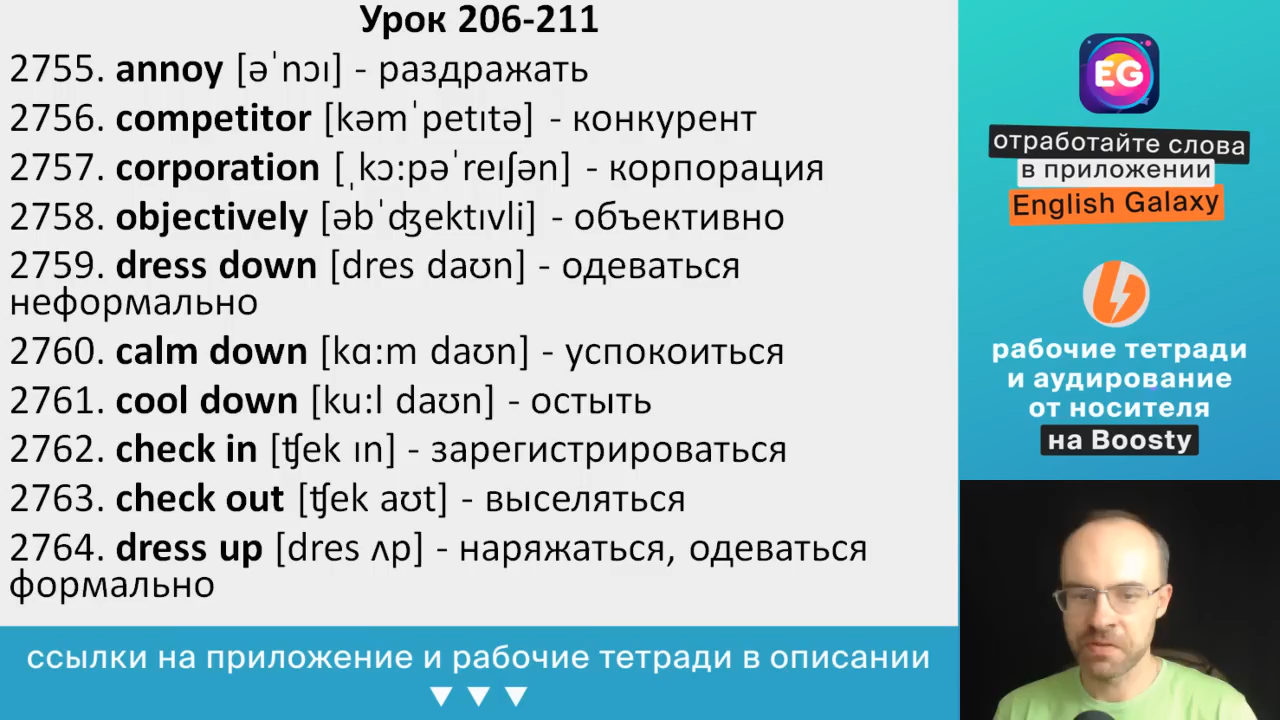 Урок 206-211
2755. annoy [əˈnɔɪ] - раздражать
2756. competitor [kəmˈpetɪtə] - конкурент
2757. corporation [ˌkɔ:pəˈreɪʃən] - корпорация
2758. objectively [əbˈʤektɪvli] - объективно
2759. dress down [dres daʊn] - одеваться
неформально
2760. calm down [kɑ:m daʊn] - успокоиться
2761. cool down [ku:l daʊn] - остыть
2762. check in [ʧek ɪn] - зарегистрироваться
2763. check out [ʧek aʊt] - выселяться
2764. dress up [dres ʌp] - наряжаться, одеваться
формально
ссылки на приложение и рабочие тетради в описании
EG
отработайте слова
в приложении
English Galaxy
рабочие тетради
и аудирование
от носителя
на Boosty